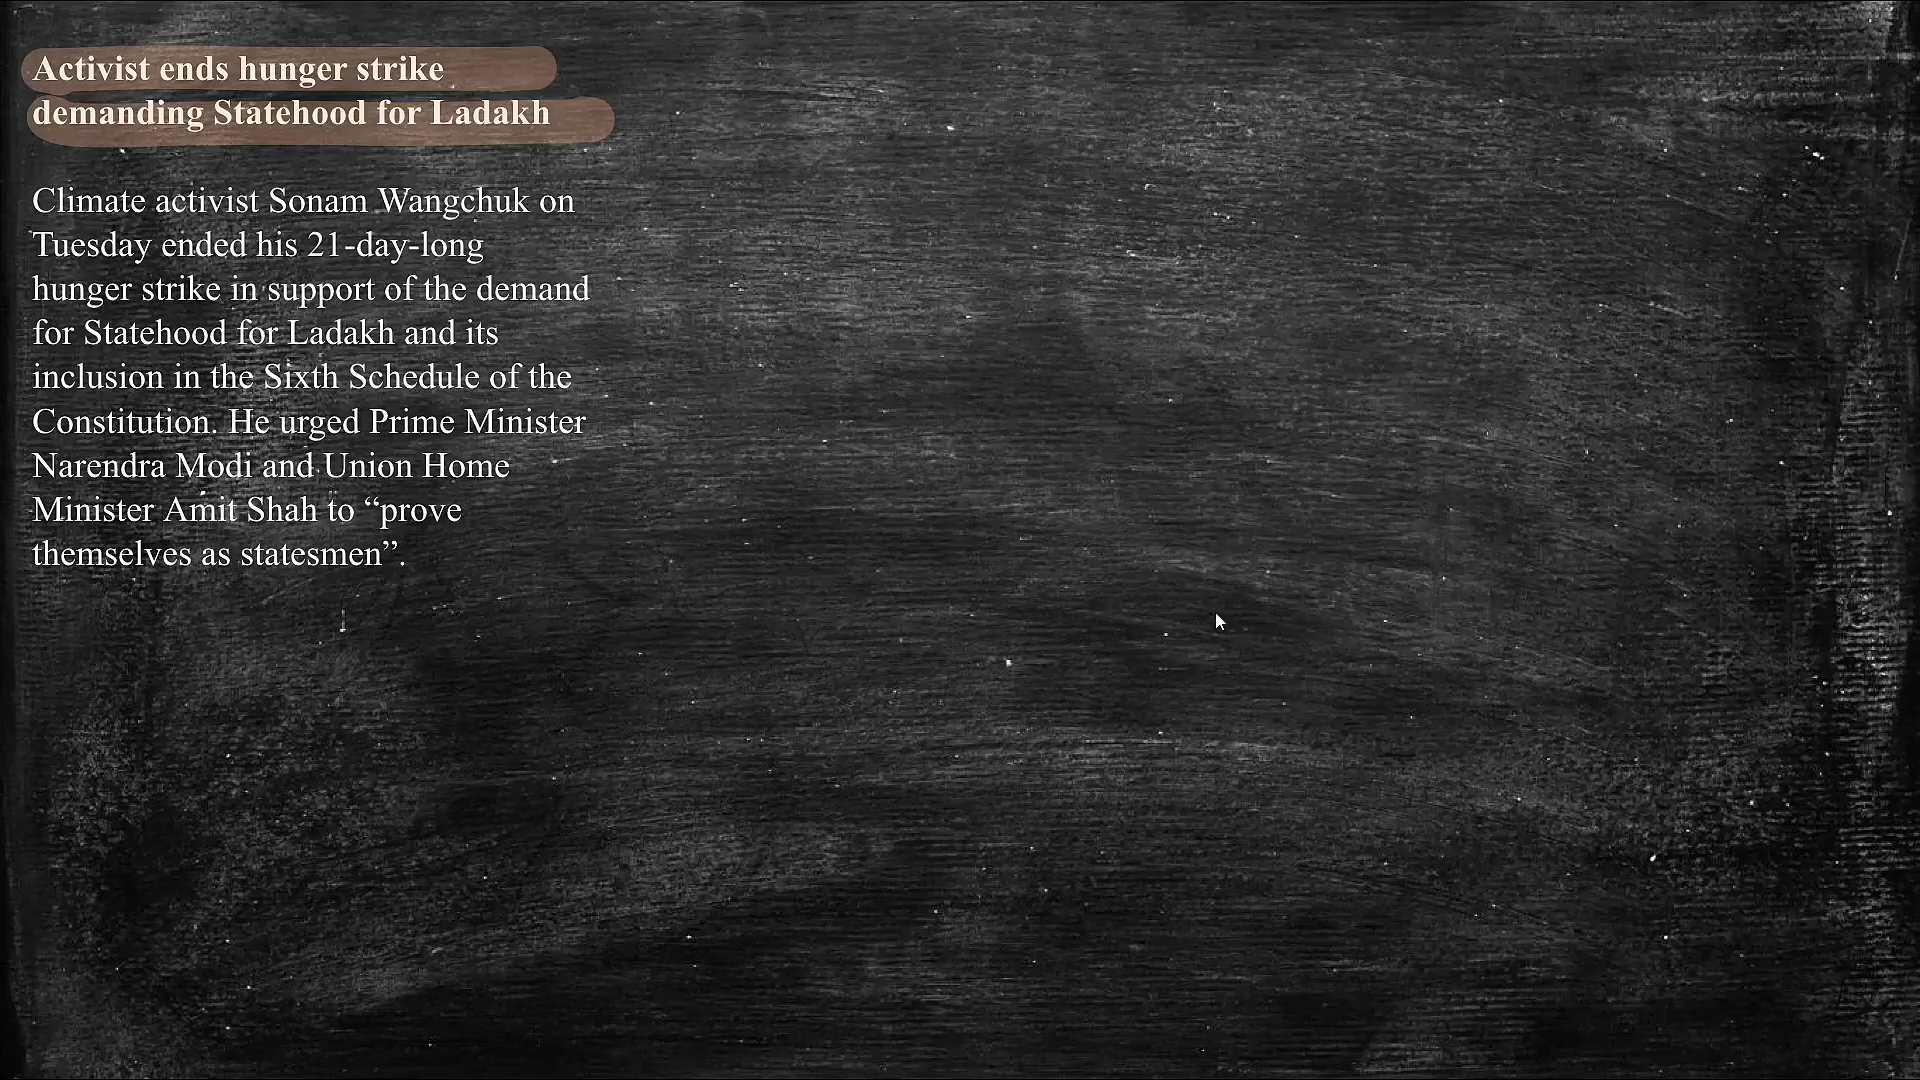 Activist ends hunger strike
demanding Statehood for Ladakh
Climate activist Sonam Wangchuk on
Tuesday ended his 21-day-long
hunger strike in support of the demand
for Statehood for Ladakh and its
inclusion in the Sixth Schedule of the
Constitution. He urged Prime Minister
Narendra Modi and Union Home
Minister Amit Shah to “prove
themselves as statesmen”.